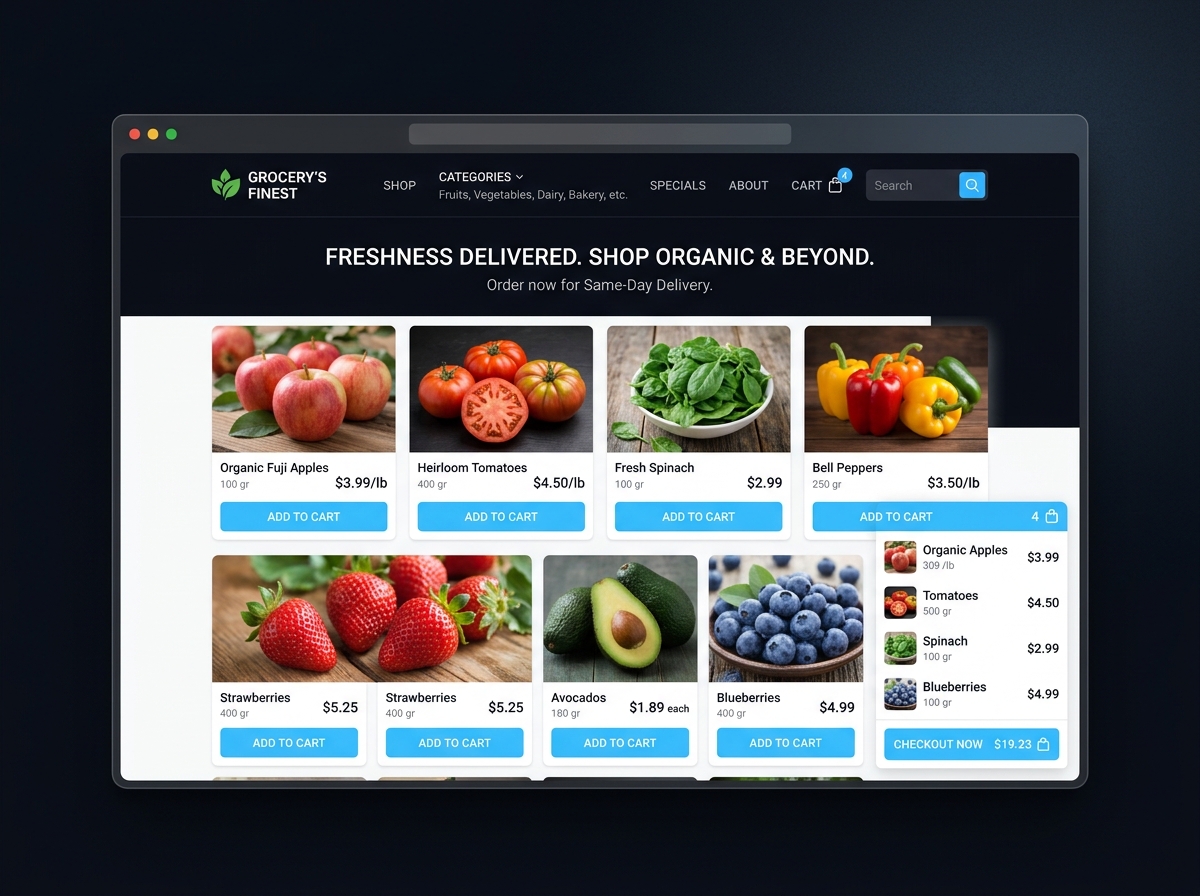 GROCERY'S
FINEST
SHOP
CATEGORIES
Fruits, Vegetables, Dairy, Bakery, etc.
SPECIALS
ABOUT
CART
4
Search
FRESHNESS DELIVERED. SHOP ORGANIC & BEYOND.
Order now for Same-Day Delivery.
Organic Fuji Apples
100 gr
$3.99/lb
ADD TO CART
Heirloom Tomatoes
400 gr
$4.50/lb
ADD TO CART
Fresh Spinach
100 gr
$2.99
ADD TO CART
Bell Peppers
250 gr
$3.50/lb
ADD TO CART
4
Organic Apples
309 /lb
$3.99
Tomatoes
500 gr
$4.50
Spinach
100 gr
$2.99
Blueberries
100 gr
$4.99
CHECKOUT NOW $19.23
Strawberries
400 gr
$5.25
ADD TO CART
Strawberries
400 gr
$5.25
ADD TO CART
Avocados
180 gr
$1.89 each
ADD TO CART
Blueberries
400 gr
$4.99
ADD TO CART